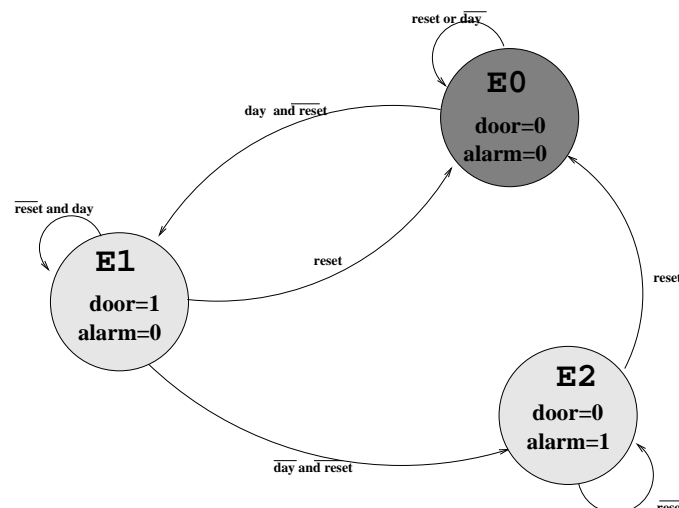 reset or day
E0
door=0
alarm=0
day and reset
reset and day
E1
door=1
alarm=0
reset
reset
E2
door=0
alarm=1
day and reset
reset